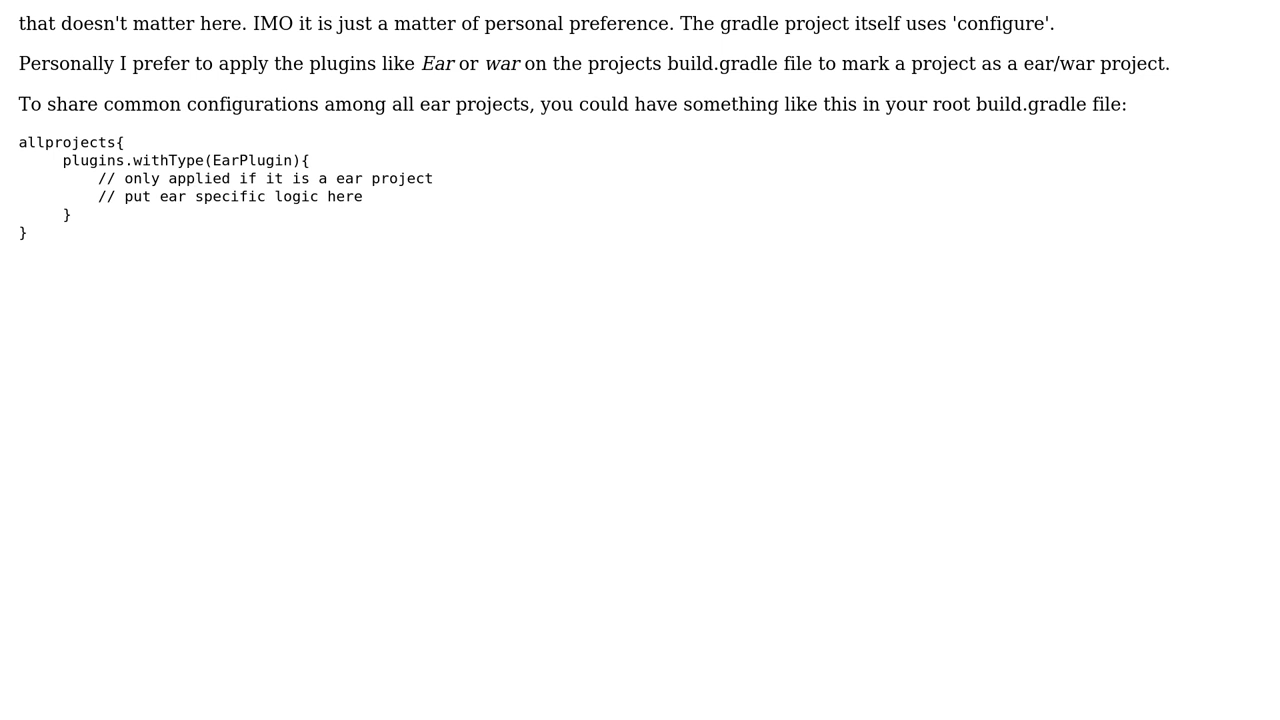 that doesn't matter here. IMO it is just a matter of personal preference. The gradle project itself uses 'configure'.
Personally I prefer to apply the plugins like Ear or war on the projects build.gradle file to mark a project as a ear/war project.
To share common configurations among all ear projects, you could have something like this in your root build.gradle file:
allprojects{
     plugins.withType(EarPlugin){
         // only applied if it is a ear project
         // put ear specific logic here
     }
}